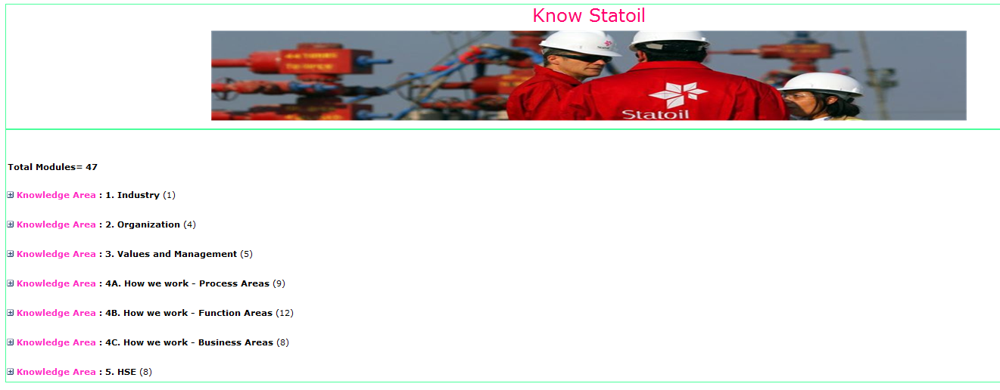 Know Statoil
Statoil
Statoil
Total Modules= 47
Knowledge Area : 1. Industry (1)
Knowledge Area : 2. Organization (4)
Knowledge Area : 3. Values and Management (5)
Knowledge Area : 4A. How we work - Process Areas (9)
Knowledge Area : 4B. How we work - Function Areas (12)
Knowledge Area : 4C. How we work - Business Areas (8)
Knowledge Area : 5. HSE (8)